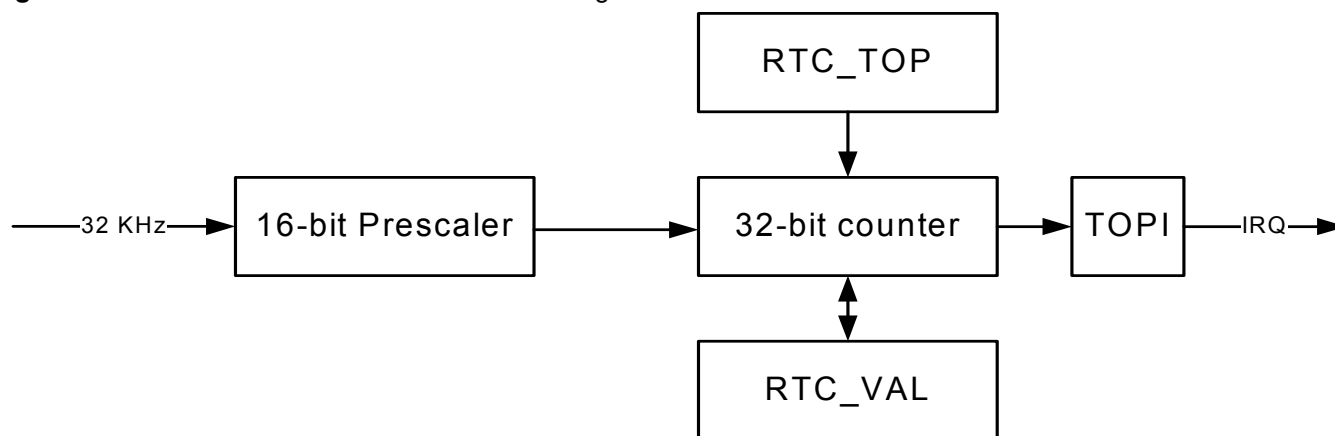 RTC_TOP
32 KHz
16-bit Prescaler
32-bit counter
TOPI
IRQ
RTC_VAL